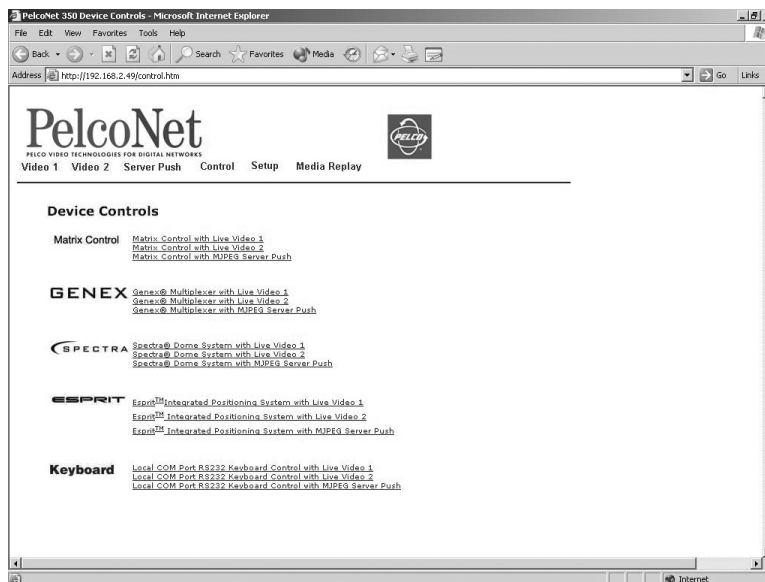 PelcoNet 350 Device Controls - Microsoft Internet Explorer
File Edit View Favorites Tools Help
Back Search Favorites Media
Address http://192.168.2.49/control.htm Go Links
PelcoNet
PELCO VIDEO TECHNOLOGIES FOR DIGITAL NETWORKS
PELCO
Video 1 Video 2 Server Push Control Setup Media Replay
Device Controls
Matrix Control
Matrix Control with Live Video 1
Matrix Control with Live Video 2
Matrix Control with MJPEG Server Push
GENEX
Genex® Multiplexer with Live Video 1
Genex® Multiplexer with Live Video 2
Genex® Multiplexer with MJPEG Server Push
SPECTRA
Spectra® Dome System with Live Video 1
Spectra® Dome System with Live Video 2
Spectra® Dome System with MJPEG Server Push
ESPRIT
Esprit™Integrated Positioning System with Live Video 1
Esprit™ Integrated Positioning System with Live Video 2
Esprit™ Integrated Positioning System with MJPEG Server Push
Keyboard
Local COM Port RS232 Keyboard Control with Live Video 1
Local COM Port RS232 Keyboard Control with Live Video 2
Local COM Port RS232 Keyboard Control with MJPEG Server Push
Internet